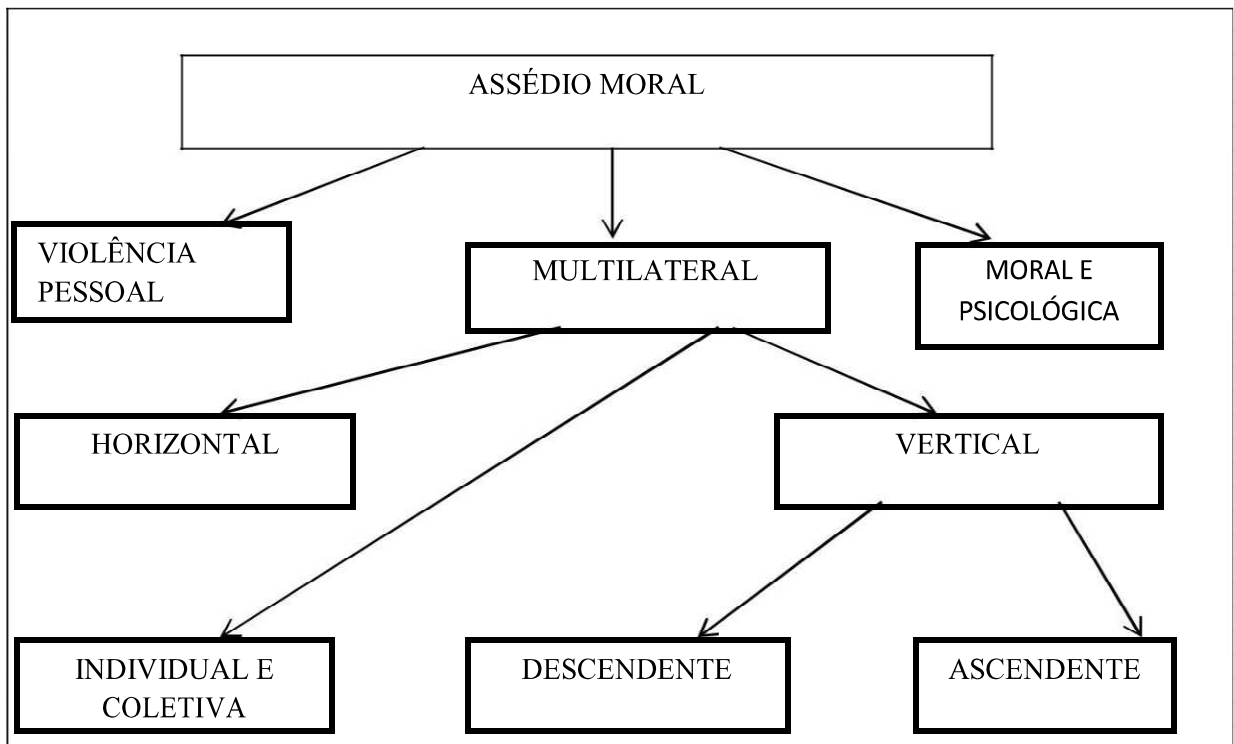 ASSÉDIO MORAL
VIOLÊNCIA
PESSOAL
MULTILATERAL
MORAL E
PSICOLÓGICA
HORIZONTAL
VERTICAL
INDIVIDUAL E
COLETIVA
DESCENDENTE
ASCENDENTE